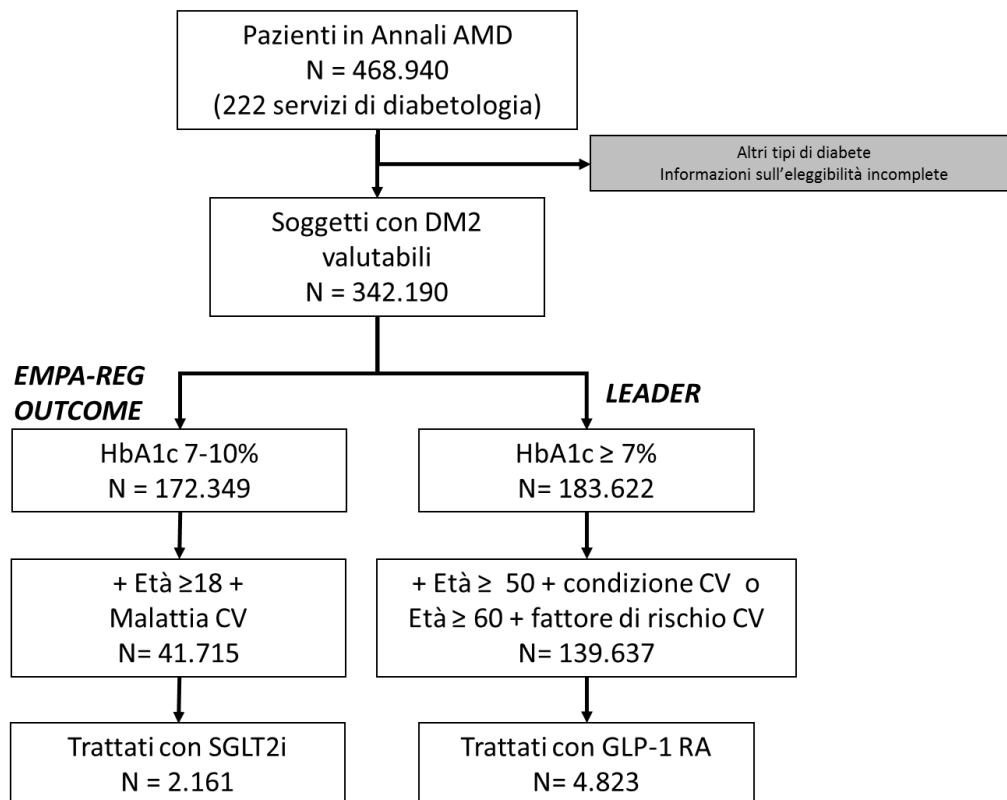 Pazienti in Annali AMD
N = 468.940
(222 servizi di diabetologia)
Altri tipi di diabete
Informazioni sull'eleggibilità incomplete
Soggetti con DM2
valutabili
N = 342.190
EMPA-REG
OUTCOME
LEADER
HbA1c 7-10%
N = 172.349
HbA1c ≥ 7%
N= 183.622
+ Età ≥18 +
Malattia CV
N= 41.715
+ Età ≥ 50 + condizione CV o
Età ≥ 60 + fattore di rischio CV
N= 139.637
Trattati con SGLT2i
N = 2.161
Trattati con GLP-1 RA
N= 4.823